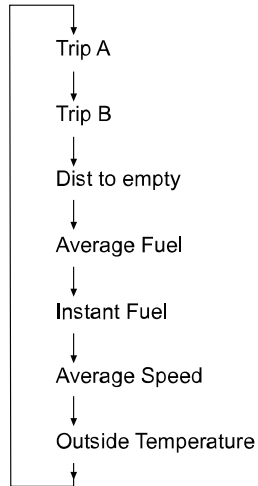 Trip A
Trip B
Dist to empty
Average Fuel
Instant Fuel
Average Speed
Outside Temperature